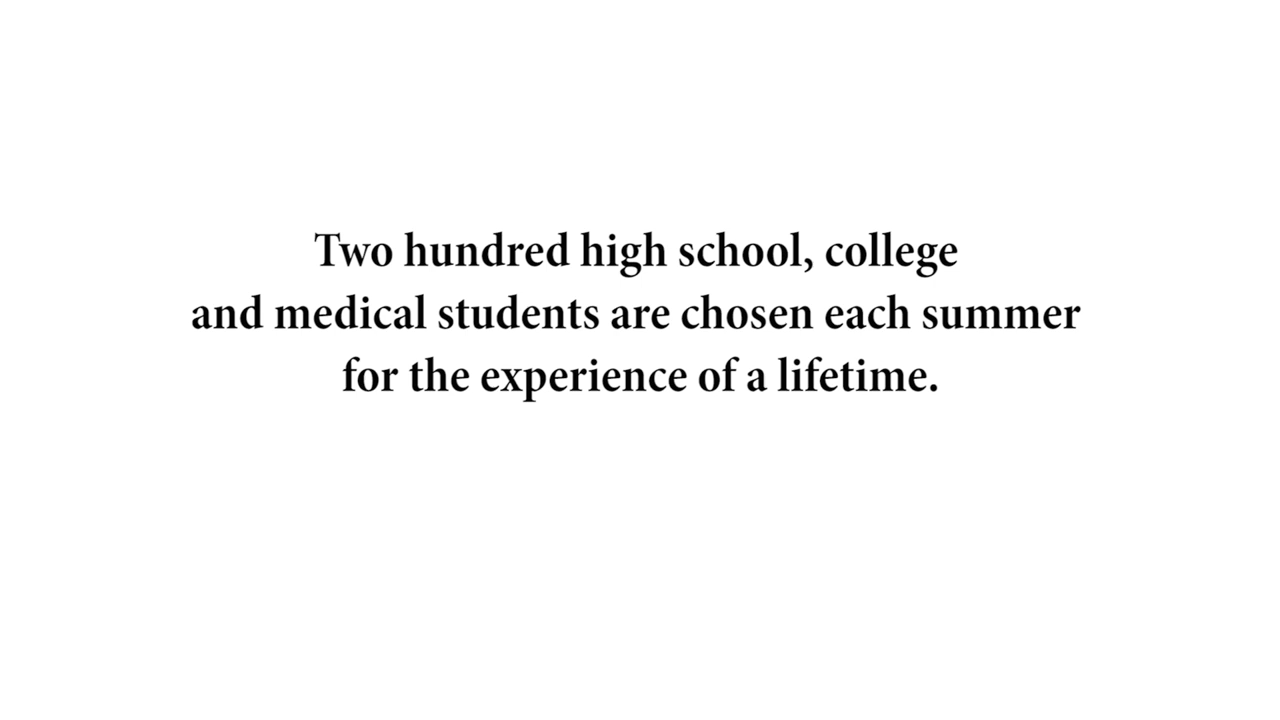 Two hundred high school, college
and medical students are chosen each summer
for the experience of a lifetime.